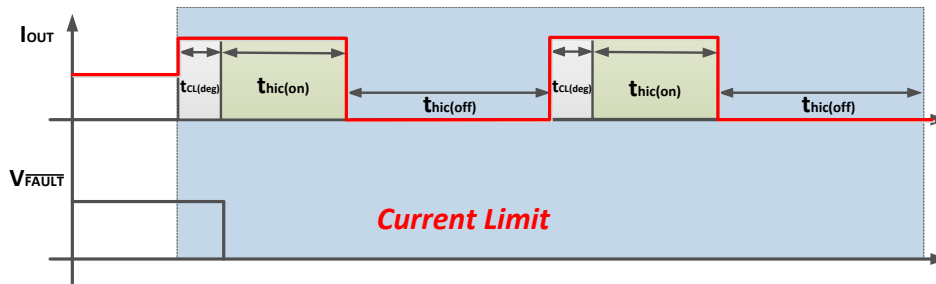 IOUT
tCL(deg)
thic(on)
thic(off)
tCL(deg)
thic(on)
thic(off)
VFAULT
Current Limit